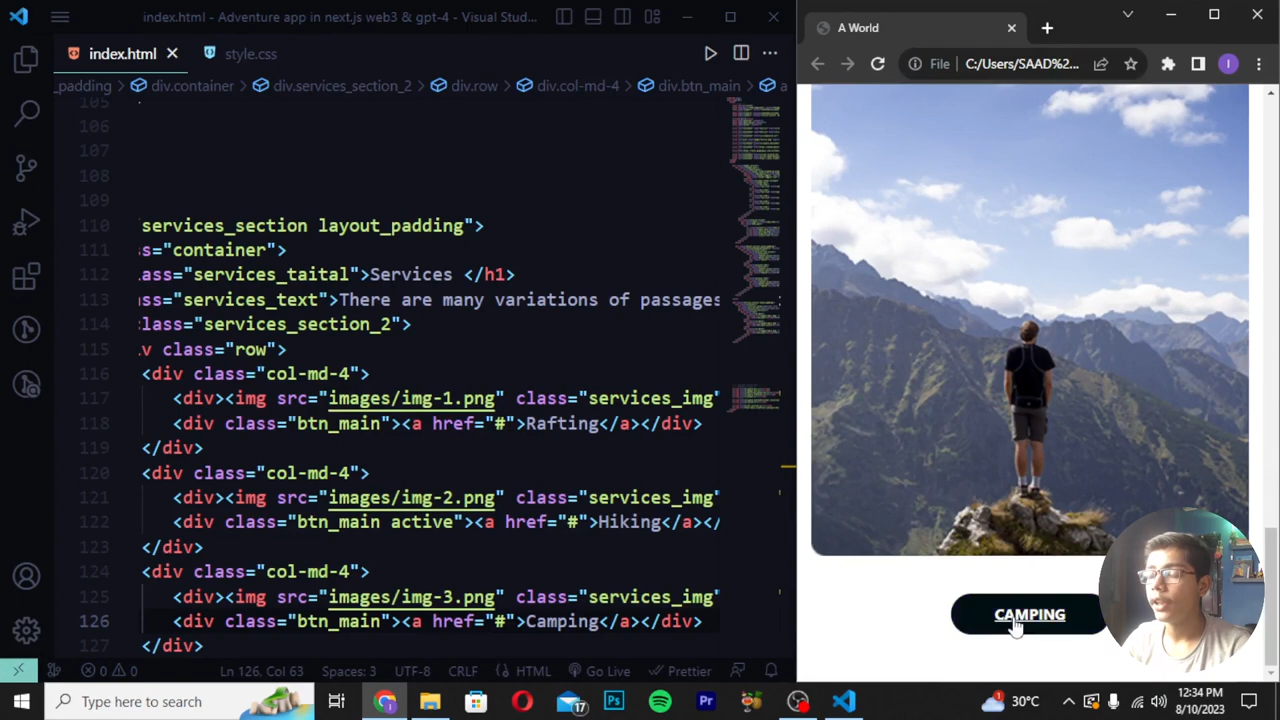 index.html - Adventure app in next.js web3 & gpt-4 - Visual Stud...
index.html
style.css
_padding > div.container > div.services_section_2 > div.row > div.col-md-4 > div.btn_main > a
105
106
107
108
109
110 services_section layout_padding">
111 ss="container">
112 lass="services_taital">Services </h1>
113 ass="services_text">There are many variations of passages
114 class="services_section_2">
115 v class="row">
116 <div class="col-md-4">
117 <div><img src="images/img-1.png" class="services_img"
118 <div class="btn_main"><a href="#">Rafting</a></div>
119 </div>
120 <div class="col-md-4">
121 <div><img src="images/img-2.png" class="services_img"
122 <div class="btn_main active"><a href="#">Hiking</a></
123 </div>
124 <div class="col-md-4">
125 <div><img src="images/img-3.png" class="services_img"
126 <div class="btn_main"><a href="#">Camping</a></div>
127 </div>
0 0 Ln 126, Col 63 Spaces: 3 UTF-8 CRLF HTML Go Live Prettier
A World
File C:/Users/SAAD%2...
I
CAMPING
Type here to search
17
Ps
Pr
1
30°C
12:34 PM
8/10/2023